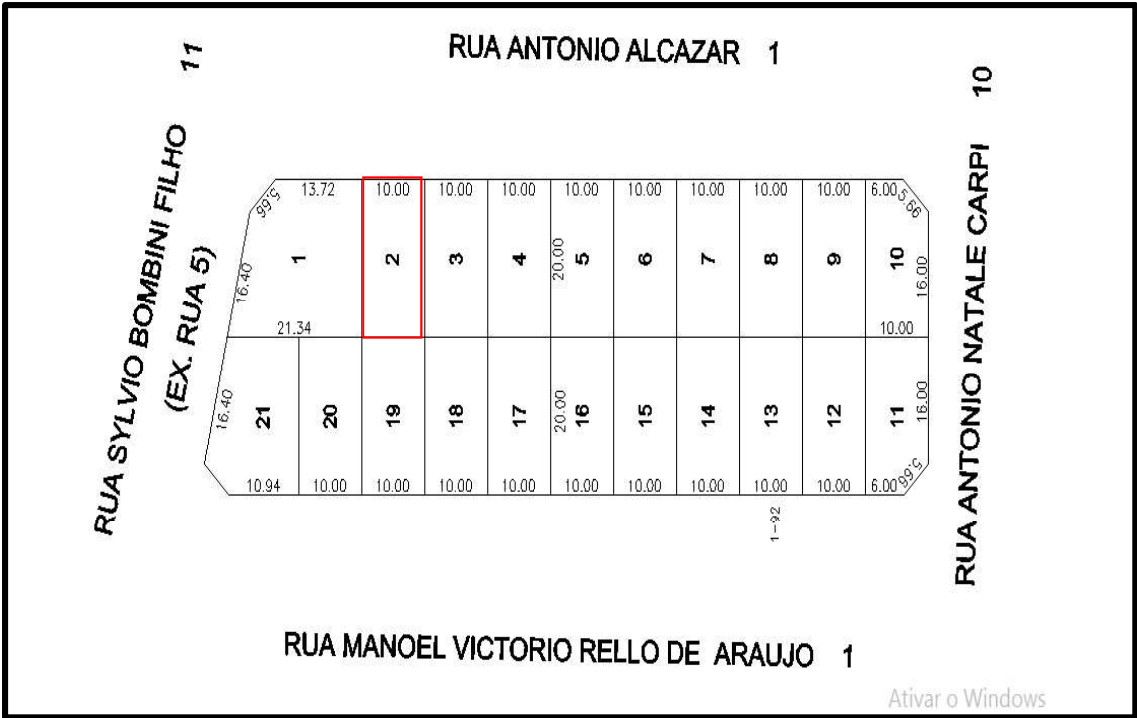 RUA ANTONIO ALCAZAR 1
11
RUA SYLVIO BOMBINI FILHO
(EX. RUA 5)
10
RUA ANTONIO NATALE CARPI
5.66 13.72 10.00 10.00 10.00 10.00 10.00 10.00 10.00 10.00 6.00 5.66
16.40 1 2 3 4 20.00 5 6 7 8 9 10 16.00
21.34 10.00
16.40 21 20 19 18 17 20.00 16 15 14 13 12 11 16.00
10.94 10.00 10.00 10.00 10.00 10.00 10.00 10.00 10.00 10.00 6.00 5.66
1-92
RUA MANOEL VICTORIO RELLO DE ARAUJO 1
Ativar o Windows